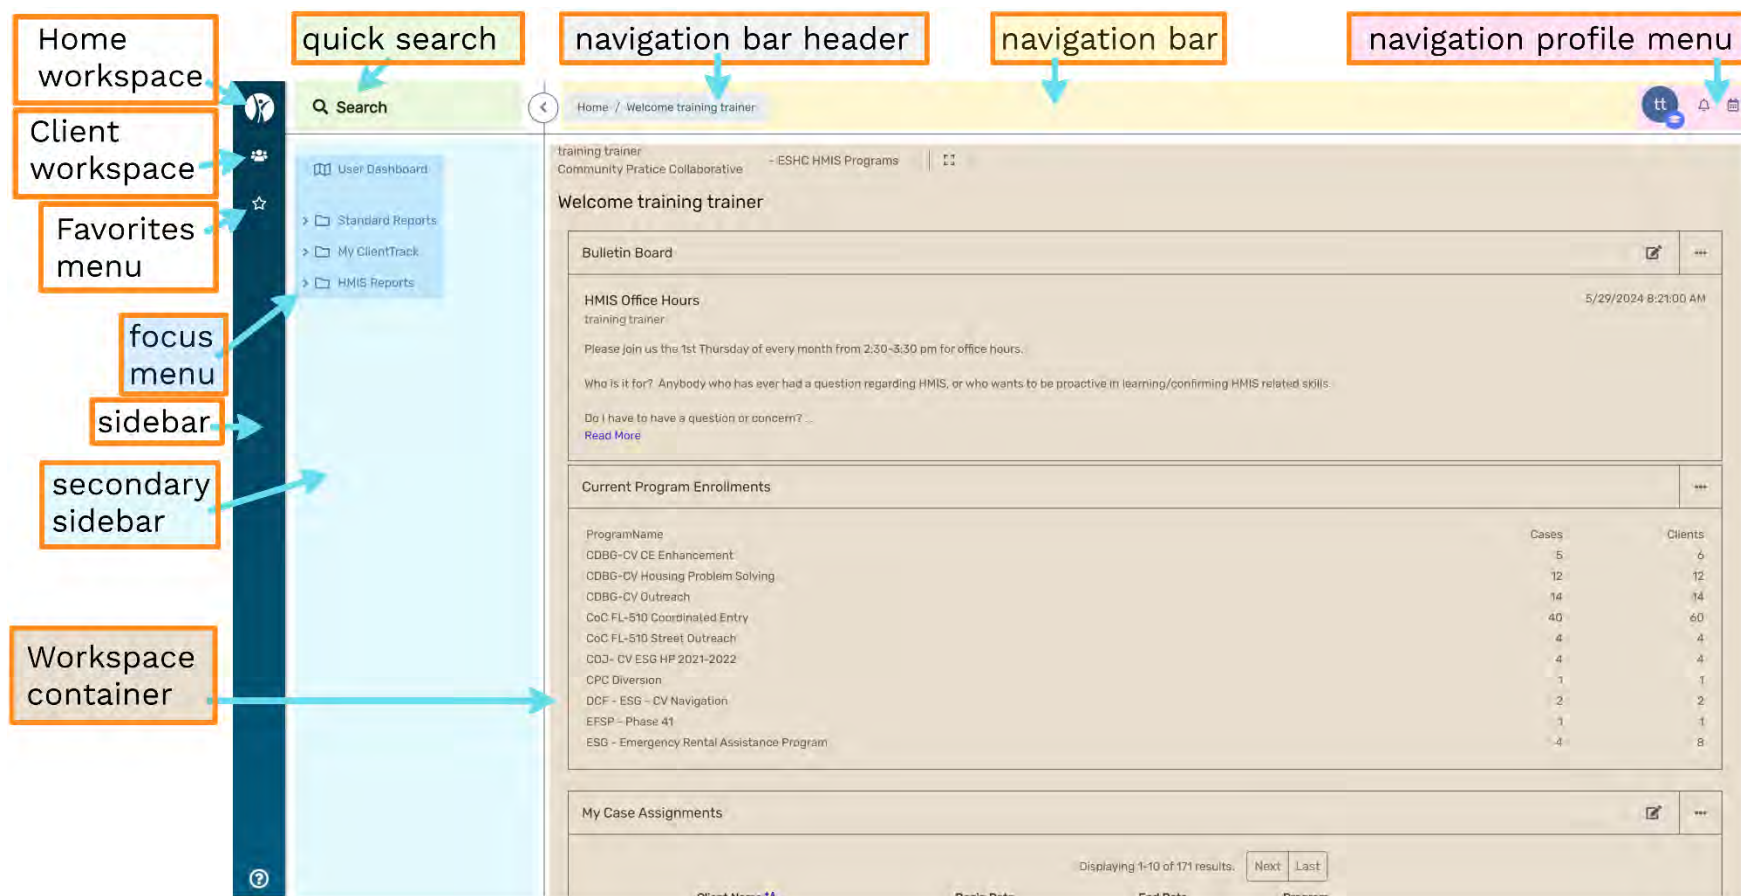 Home
workspace
quick search
navigation bar header
navigation bar
navigation profile menu
Search
Home / Welcome training trainer
tt
Client
workspace
Favorites
menu
focus
menu
sidebar
secondary
sidebar
Workspace
container
User Dashboard
Standard Reports
My ClientTrack
HMIS Reports
training trainer
Community Pratice Collaborative
- ESHC HMIS Programs
Welcome training trainer
Bulletin Board
HMIS Office Hours
5/29/2024 8:21:00 AM
training trainer
Please join us the 1st Thursday of every month from 2:30-3:30 pm for office hours.
Who is it for? Anybody who has ever had a question regarding HMIS, or who wants to be proactive in learning/confirming HMIS related skills.
Do I have to have a question or concern? ...
Read More
Current Program Enrollments
ProgramName Cases Clients
CDBG-CV CE Enhancement 5 6
CDBG-CV Housing Problem Solving 12 12
CDBG-CV Outreach 14 14
CoC FL-510 Coordinated Entry 40 60
CoC FL-510 Street Outreach 4 4
COJ- CV ESG HP 2021-2022 4 4
CPC Diversion 1 1
DCF - ESG - CV Navigation 2 2
EFSP - Phase 41 1 1
ESG - Emergency Rental Assistance Program 4 8
My Case Assignments
Displaying 1-10 of 171 results. Next Last
Client Name Begin Date End Date Program